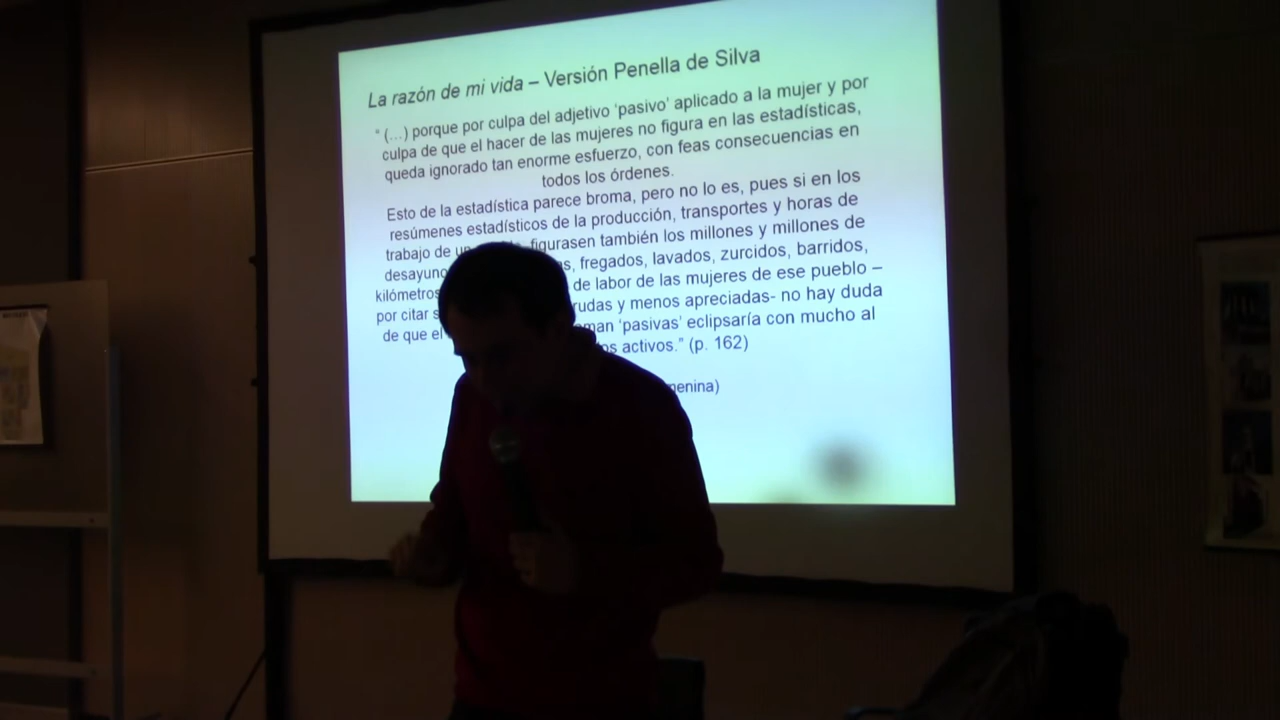 La razón de mi vida – Versión Penella de Silva
“ (...) porque por culpa del adjetivo ‘pasivo’ aplicado a la mujer y por
culpa de que el hacer de las mujeres no figura en las estadísticas,
queda ignorado tan enorme esfuerzo, con feas consecuencias en
todos los órdenes.
Esto de la estadística parece broma, pero no lo es, pues si en los
resúmenes estadísticos de la producción, transportes y horas de
trabajo de figurasen también los millones y millones de
fregados, lavados, zurcidos, barridos,
kilómetros de labor de las mujeres de ese pueblo –
por citar rudas y menos apreciadas- no hay duda
de que el ‘pasivas’ eclipsaría con mucho al
activos.” (p. 162)